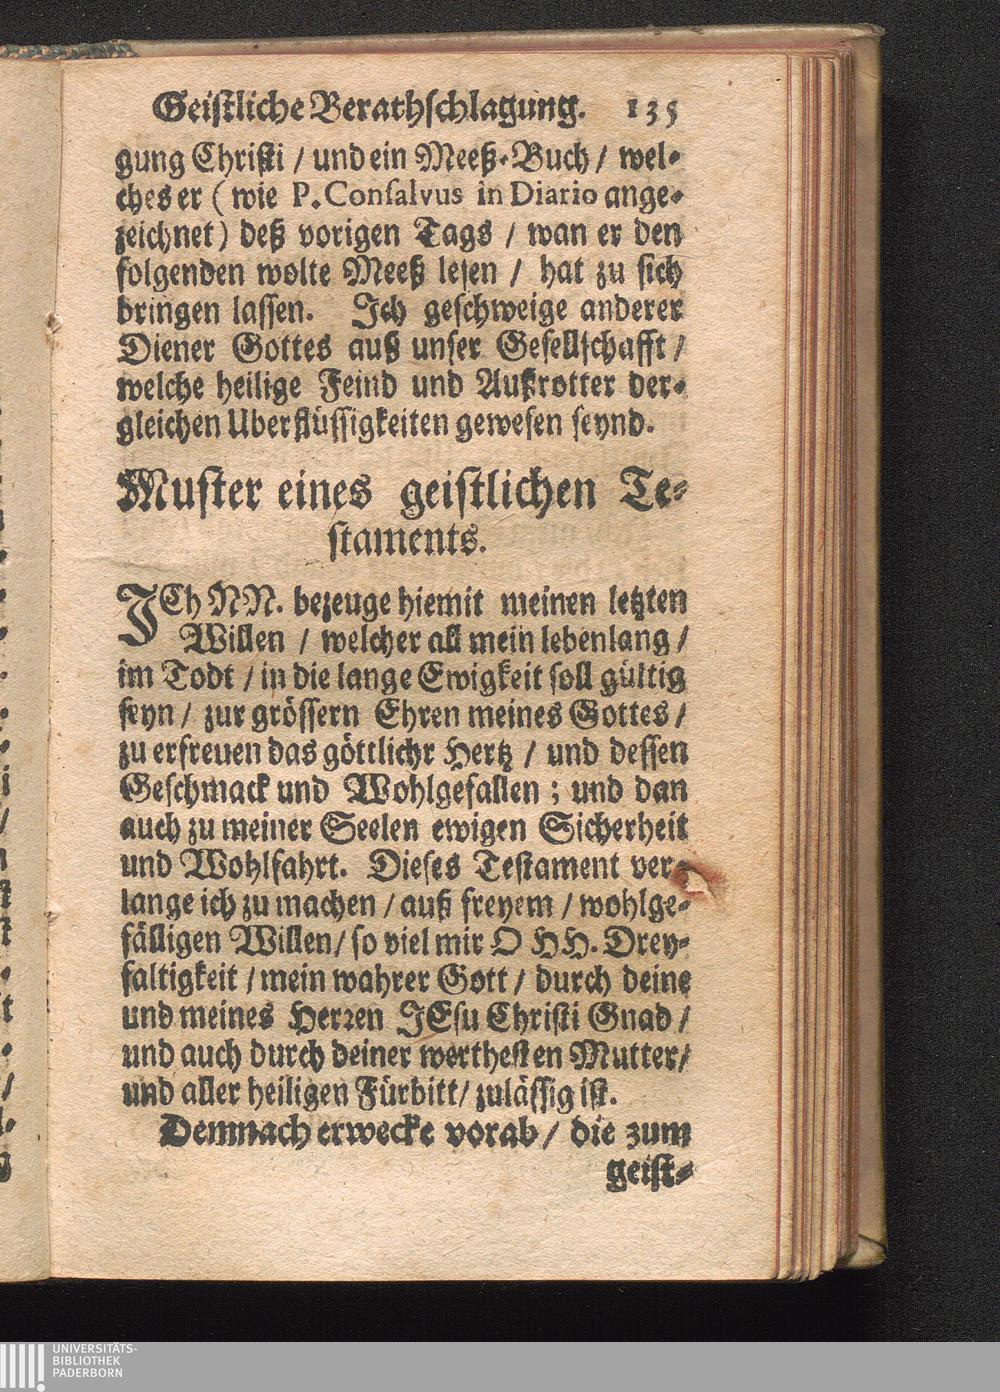 Geistliche Berathschlagung. 135
gung Christi / und ein Meeß-Buch / wel-
ches er (wie P. Consalvus in Diario ange-
zeichnet) deß vorigen Tags / wan er den
folgenden wolte Meeß lesen / hat zu sich
bringen lassen. Ich geschweige anderer
Diener Gottes auß unser Gesellschafft /
welche heilige Feind und Außrotter der-
gleichen Uberflüssigkeiten gewesen seynd.
Muster eines geistlichen Te-
staments.
ICh NN. bezeuge hiemit meinen letzten
Willen / welcher all mein lebenlang /
im Todt / in die lange Ewigkeit soll gültig
seyn / zur grössern Ehren meines Gottes /
zu erfreuen das göttlichr Hertz / und dessen
Geschmack und Wohlgefallen ; und dan
auch zu meiner Seelen ewigen Sicherheit
und Wohlfahrt. Dieses Testament ver-
lange ich zu machen / auß freyem / wohlge-
fälligen Willen / so viel mir O HH. Drey-
faltigkeit / mein wahrer Gott / durch deine
und meines Herren JEsu Christi Gnad /
und auch durch deiner werthesten Mutter /
und aller heiligen Fürbitt / zulässig ist.
Demnach erwecke vorab / die zum
geist-
UNIVERSITÄTS-
BIBLIOTHEK
PADERBORN